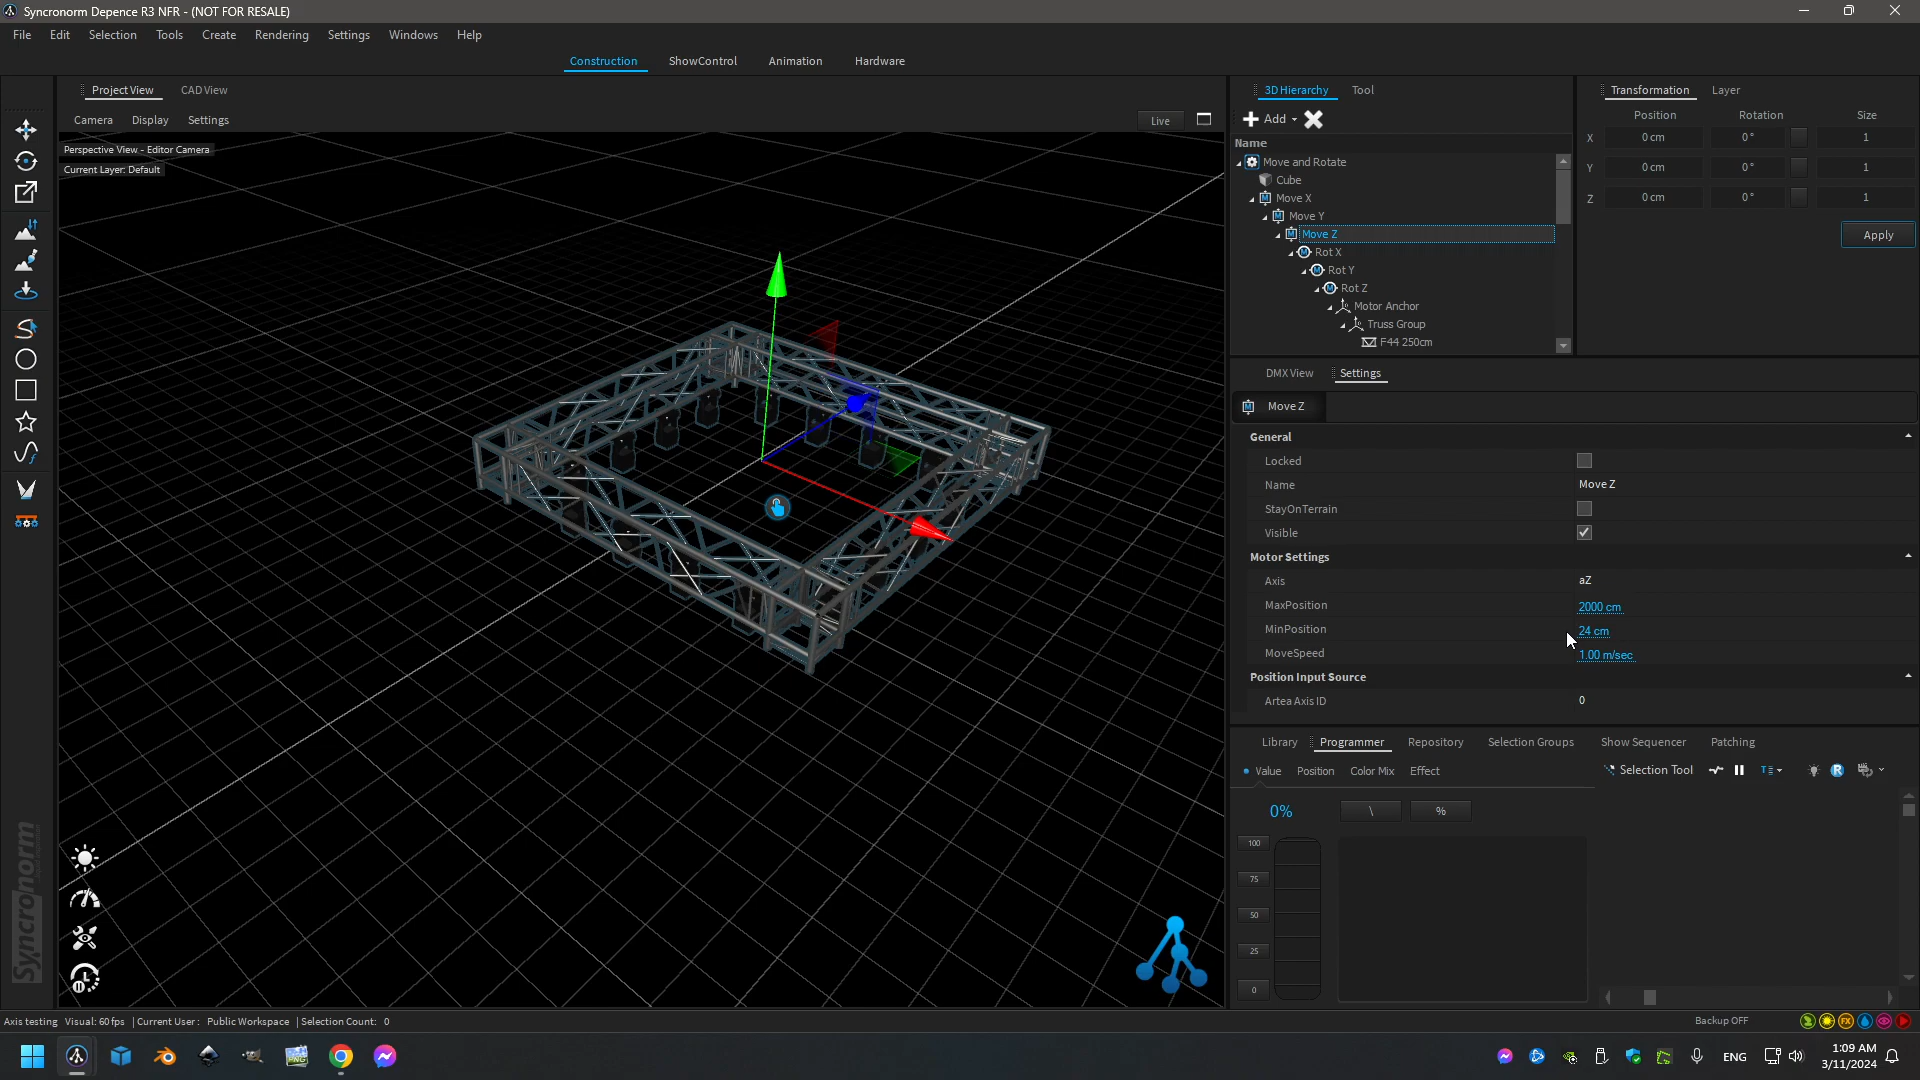 Syncronorm Depence R3 NFR - (NOT FOR RESALE)
File Edit Selection Tools Create Rendering Settings Windows Help
Construction ShowControl Animation Hardware
Project View CAD View
Camera Display Settings Live
Perspective View - Editor Camera
Current Layer: Default
3D Hierarchy Tool
Add
Name
Move and Rotate
Cube
Move X
Move Y
Move Z
Rot X
Rot Y
Rot Z
Motor Anchor
Truss Group
F44 250cm
Transformation Layer
Position Rotation Size
X 0 cm 0 ° 1
Y 0 cm 0 ° 1
Z 0 cm 0 ° 1
Apply
DMX View Settings
Move Z
General
Locked
Name Move Z
StayOnTerrain
Visible
Motor Settings
Axis aZ
MaxPosition 2000 cm
MinPosition 24 cm
MoveSpeed 1.00 m/sec
Position Input Source
Artea Axis ID 0
Library Programmer Repository Selection Groups Show Sequencer Patching
Value Position Color Mix Effect Selection Tool
0% \ %
100
75
50
25
0
Syncronorm
Axis testing Visual: 60 fps | Current User: Public Workspace | Selection Count: 0
Backup OFF
FX
ENG
1:09 AM
3/11/2024